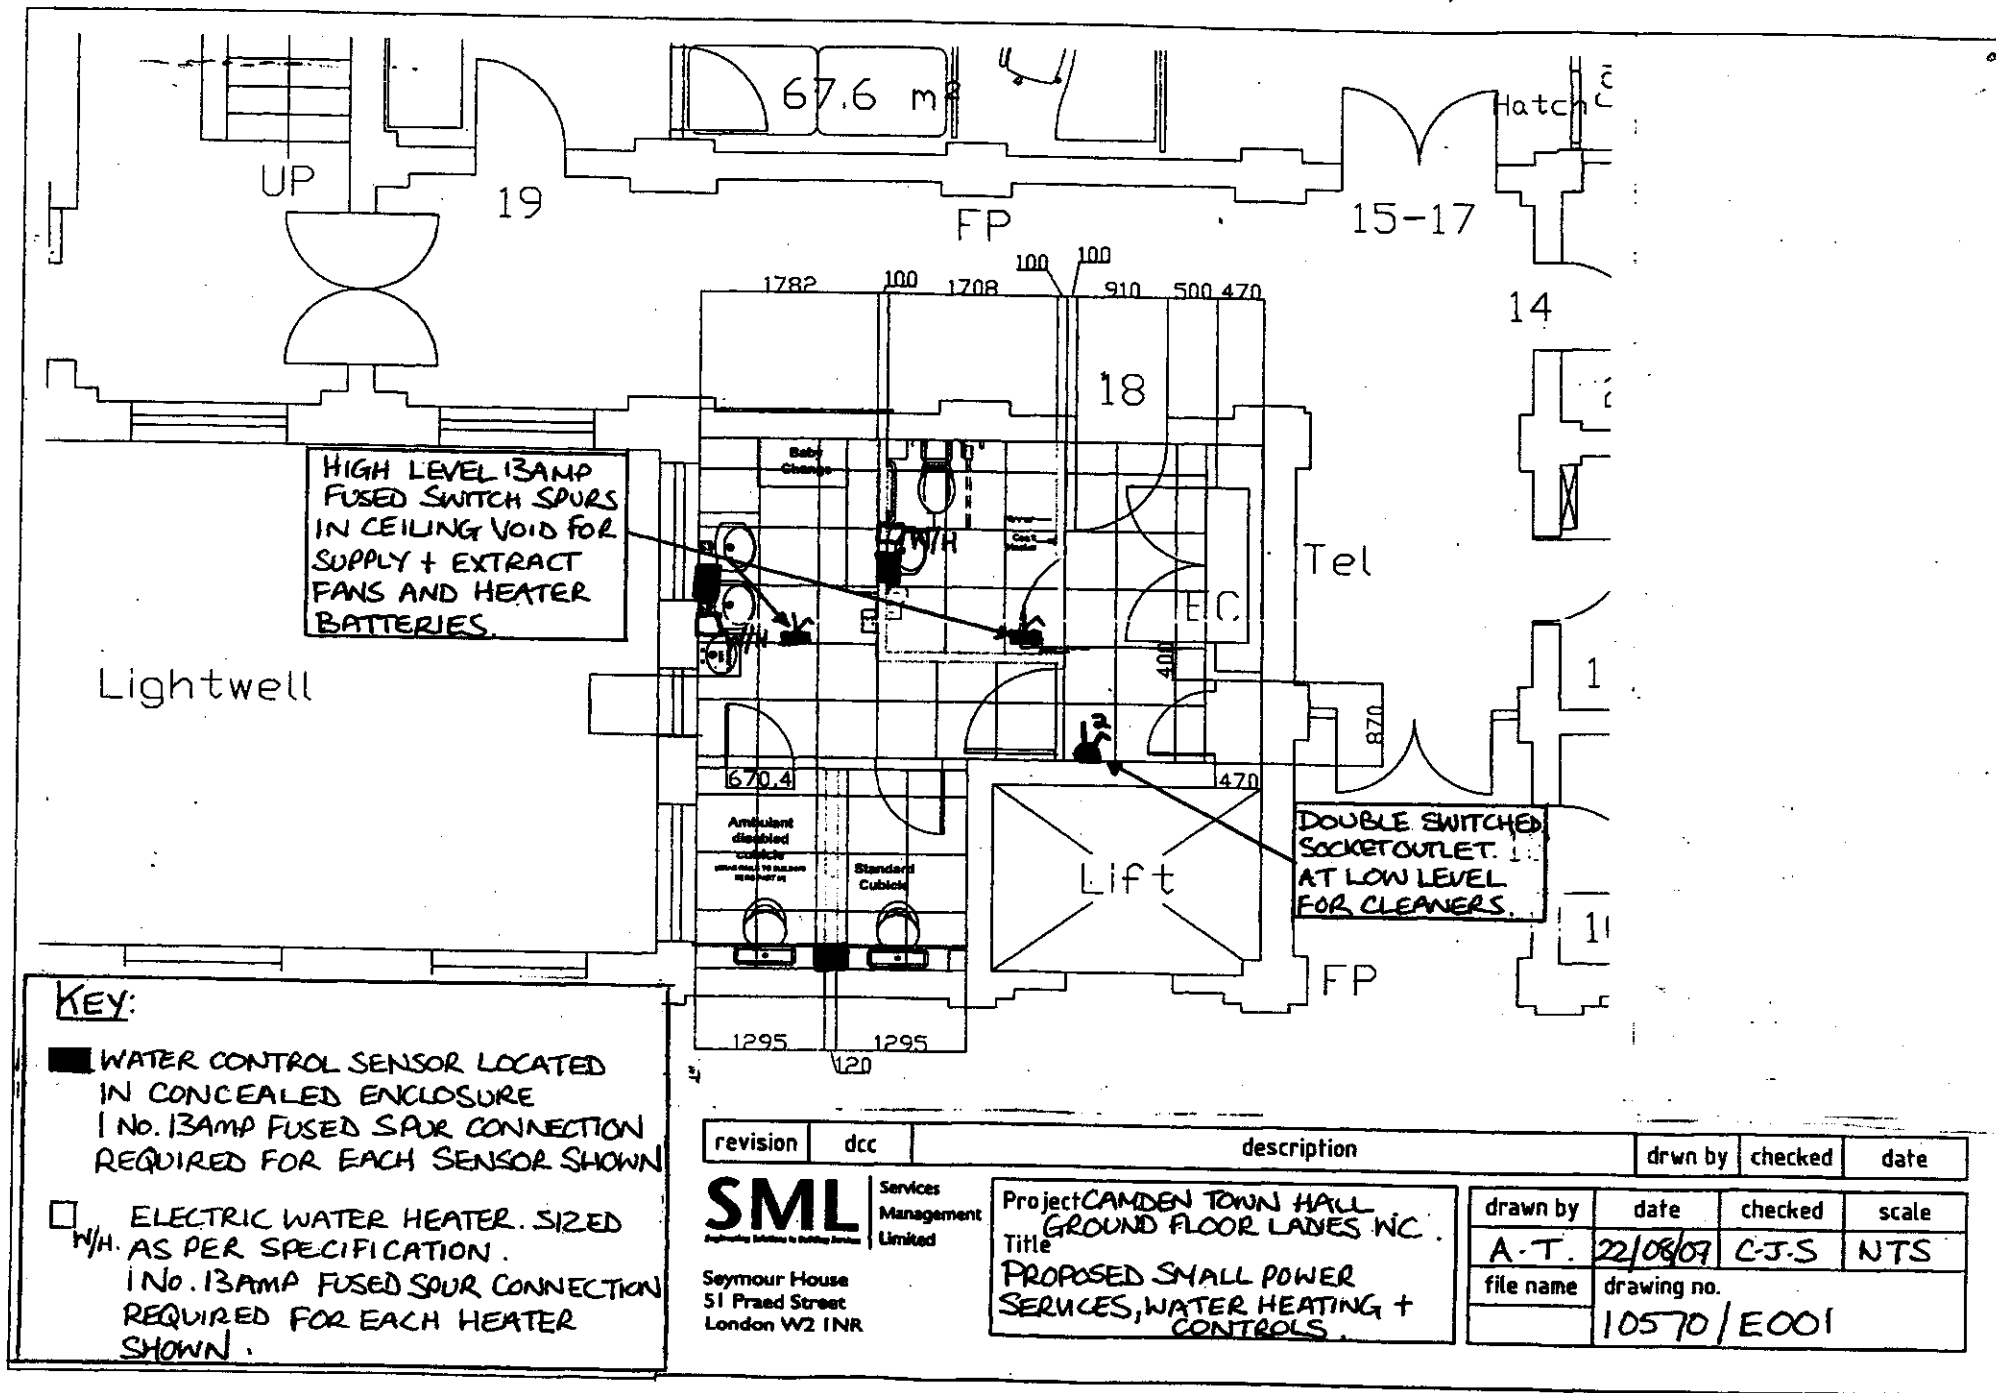 67.6 m²
Hatch
UP
19
FP
15-17
14
1782
100
1708
100
100
910
500
470
18
Baby
Change
HIGH LEVEL 13AMP
FUSED SWITCH SPURS
IN CEILING VOID FOR
SUPPLY + EXTRACT
FANS AND HEATER
BATTERIES.
W/H
W/H
Tel
E.C
Lightwell
400
870
2
670.4
470
Ambulant
disabled
cubicle
Standard
Cubicle
Lift
DOUBLE SWITCHED
SOCKET OUTLET.
AT LOW LEVEL
FOR CLEANERS.
1
FP
1295
120
1295
KEY:
WATER CONTROL SENSOR LOCATED
IN CONCEALED ENCLOSURE
1 No. 13AMP FUSED SPUR CONNECTION
REQUIRED FOR EACH SENSOR SHOWN
W/H. ELECTRIC WATER HEATER. SIZED
AS PER SPECIFICATION.
1 No. 13AMP FUSED SPUR CONNECTION
REQUIRED FOR EACH HEATER
SHOWN.
revision dcc description drwn by checked date
SML
Services
Management
Limited
Seymour House
51 Praed Street
London W2 1NR
Project CAMDEN TOWN HALL
GROUND FLOOR LADIES WC.
Title
PROPOSED SMALL POWER
SERVICES, WATER HEATING +
CONTROLS.
drawn by date checked scale
A.T. 22/08/07 C.J.S NTS
file name drawing no.
10570/E001